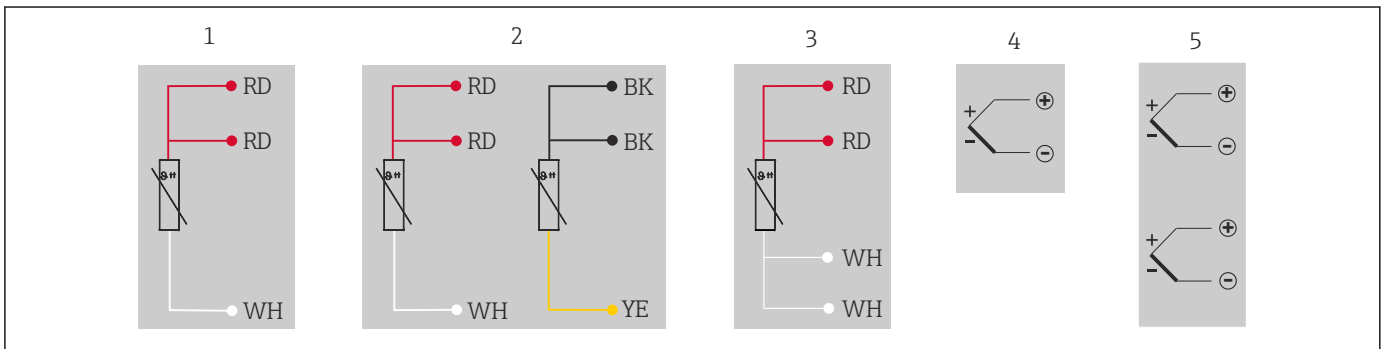 1 2 3 4 5
RD RD BK RD + + +
- -
RD RD BK RD + -
ϑ ϑ ϑ ϑ
WH + +
- -
WH WH YE WH